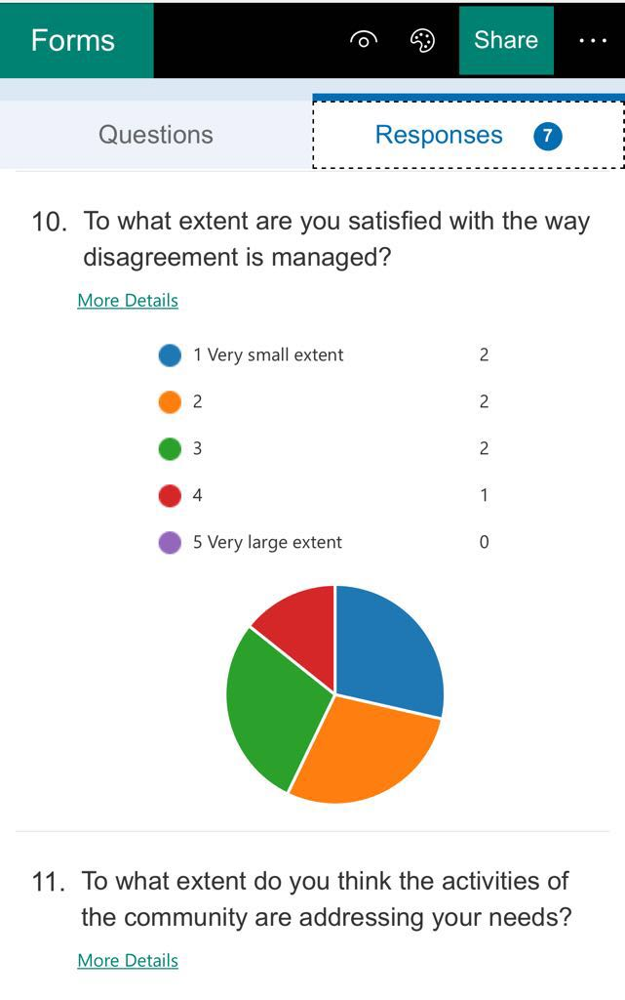 Forms
Share
Questions
Responses 7
10. To what extent are you satisfied with the way
disagreement is managed?
More Details
1 Very small extent 2
2 2
3 2
4 1
5 Very large extent 0
11. To what extent do you think the activities of
the community are addressing your needs?
More Details